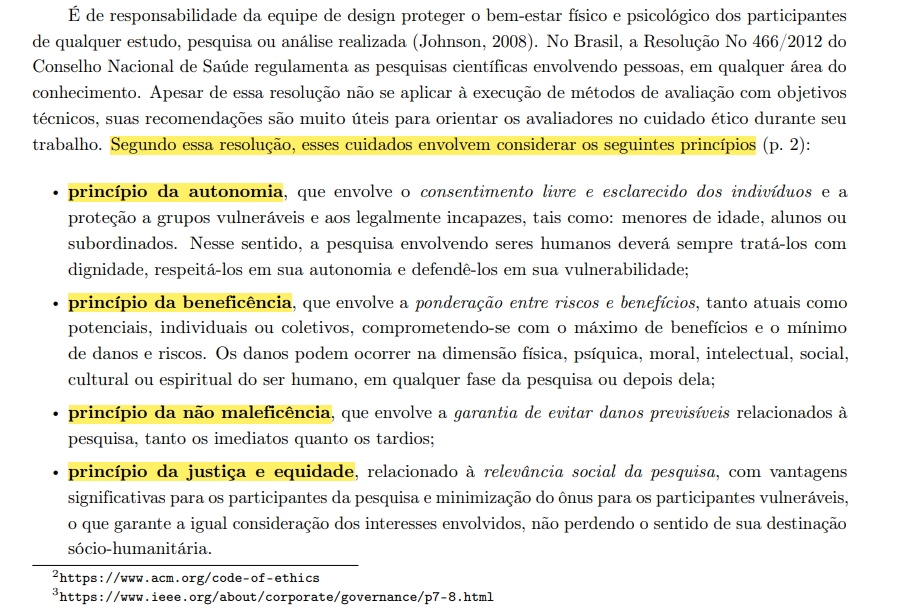 É de responsabilidade da equipe de design proteger o bem-estar físico e psicológico dos participantes
de qualquer estudo, pesquisa ou análise realizada (Johnson, 2008). No Brasil, a Resolução No 466/2012 do
Conselho Nacional de Saúde regulamenta as pesquisas científicas envolvendo pessoas, em qualquer área do
conhecimento. Apesar de essa resolução não se aplicar à execução de métodos de avaliação com objetivos
técnicos, suas recomendações são muito úteis para orientar os avaliadores no cuidado ético durante seu
trabalho. Segundo essa resolução, esses cuidados envolvem considerar os seguintes princípios (p. 2):
• princípio da autonomia, que envolve o consentimento livre e esclarecido dos indivíduos e a
proteção a grupos vulneráveis e aos legalmente incapazes, tais como: menores de idade, alunos ou
subordinados. Nesse sentido, a pesquisa envolvendo seres humanos deverá sempre tratá-los com
dignidade, respeitá-los em sua autonomia e defendê-los em sua vulnerabilidade;
• princípio da beneficência, que envolve a ponderação entre riscos e benefícios, tanto atuais como
potenciais, individuais ou coletivos, comprometendo-se com o máximo de benefícios e o mínimo
de danos e riscos. Os danos podem ocorrer na dimensão física, psíquica, moral, intelectual, social,
cultural ou espiritual do ser humano, em qualquer fase da pesquisa ou depois dela;
• princípio da não maleficência, que envolve a garantia de evitar danos previsíveis relacionados à
pesquisa, tanto os imediatos quanto os tardios;
• princípio da justiça e equidade, relacionado à relevância social da pesquisa, com vantagens
significativas para os participantes da pesquisa e minimização do ônus para os participantes vulneráveis,
o que garante a igual consideração dos interesses envolvidos, não perdendo o sentido de sua destinação
sócio-humanitária.
²https://www.acm.org/code-of-ethics
³https://www.ieee.org/about/corporate/governance/p7-8.html